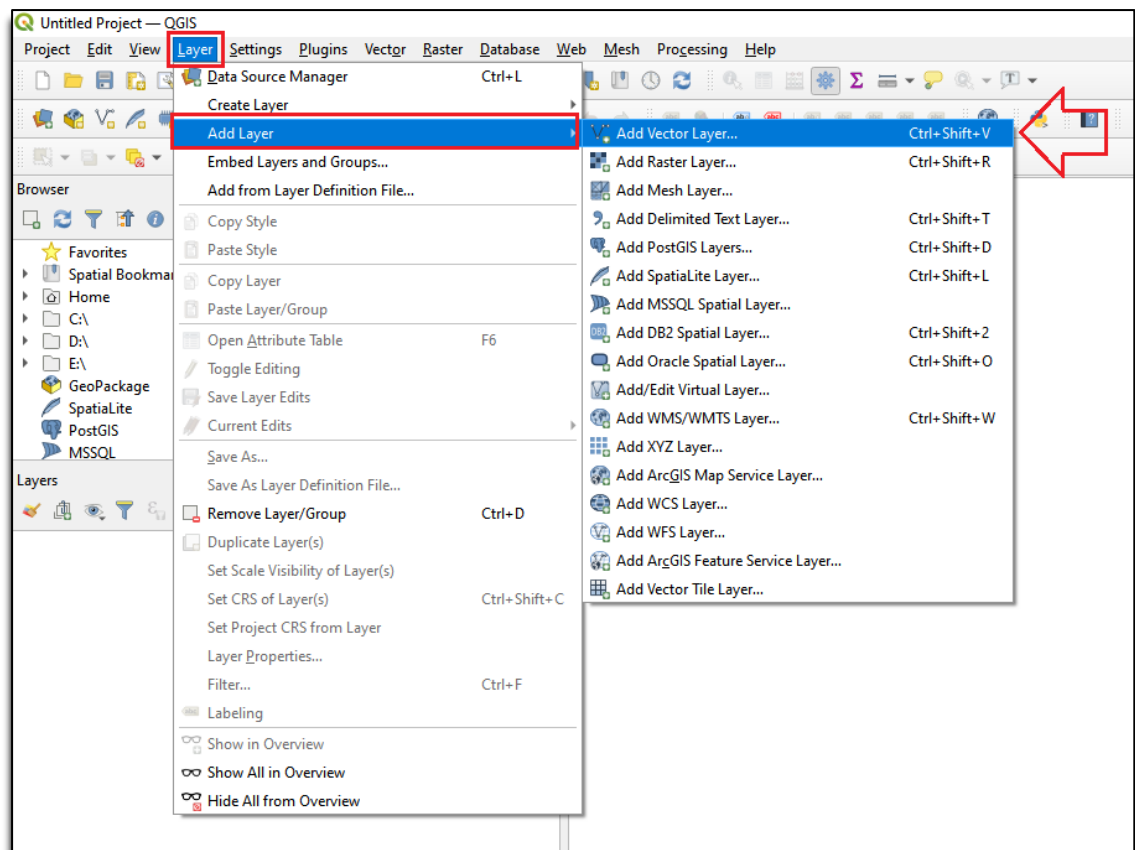 Untitled Project — QGIS
Project Edit View Layer Settings Plugins Vector Raster Database Web Mesh Processing Help
Data Source Manager Ctrl+L
Create Layer
Add Layer
Embed Layers and Groups...
Add from Layer Definition File...
Copy Style
Paste Style
Copy Layer
Paste Layer/Group
Open Attribute Table F6
Toggle Editing
Save Layer Edits
Current Edits
Save As...
Save As Layer Definition File...
Remove Layer/Group Ctrl+D
Duplicate Layer(s)
Set Scale Visibility of Layer(s)
Set CRS of Layer(s) Ctrl+Shift+C
Set Project CRS from Layer
Layer Properties...
Filter... Ctrl+F
Labeling
Show in Overview
Show All in Overview
Hide All from Overview
Add Vector Layer... Ctrl+Shift+V
Add Raster Layer... Ctrl+Shift+R
Add Mesh Layer...
Add Delimited Text Layer... Ctrl+Shift+T
Add PostGIS Layers... Ctrl+Shift+D
Add SpatiaLite Layer... Ctrl+Shift+L
Add MSSQL Spatial Layer...
DB2 Add DB2 Spatial Layer... Ctrl+Shift+2
Add Oracle Spatial Layer... Ctrl+Shift+O
Add/Edit Virtual Layer...
Add WMS/WMTS Layer... Ctrl+Shift+W
Add XYZ Layer...
Add ArcGIS Map Service Layer...
Add WCS Layer...
Add WFS Layer...
Add ArcGIS Feature Service Layer...
Add Vector Tile Layer...
Browser
Favorites
Spatial Bookmar
Home
C:\
D:\
E:\
GeoPackage
SpatiaLite
PostGIS
MSSQL
Layers